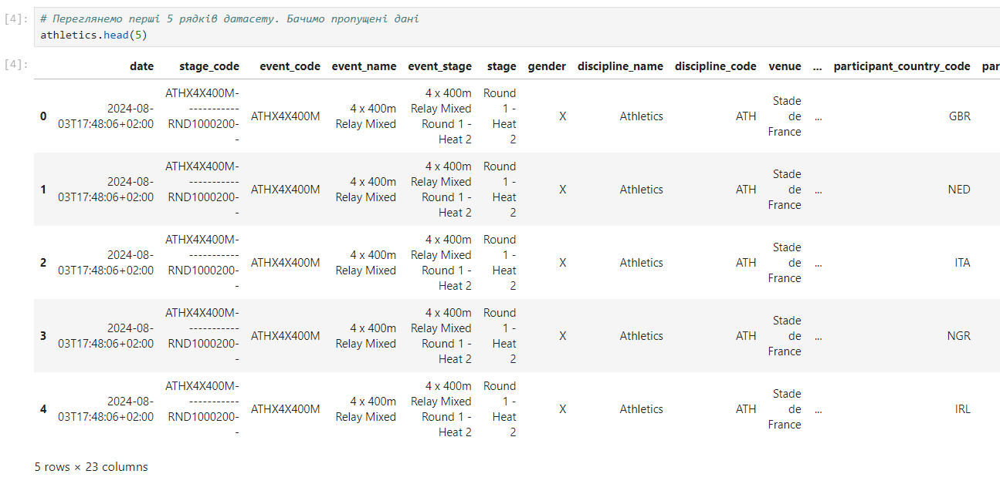 [4]: # Переглянемо перші 5 рядків датасету. Бачимо пропущені дані
athletics.head(5)
[4]: date stage_code event_code event_name event_stage stage gender discipline_name discipline_code venue ... participant_country_code par
ATHX4X400M- 4 x 400m Round
2024-08- ----------- 4 x 400m Relay Mixed 1 - Stade
0 03T17:48:06+02:00 RND1000200- ATHX4X400M Relay Mixed Round 1 - Heat X Athletics ATH de ... GBR
- Heat 2 2 France
ATHX4X400M- 4 x 400m Round
2024-08- ----------- 4 x 400m Relay Mixed 1 - Stade
1 03T17:48:06+02:00 RND1000200- ATHX4X400M Relay Mixed Round 1 - Heat X Athletics ATH de ... NED
- Heat 2 2 France
ATHX4X400M- 4 x 400m Round
2024-08- ----------- 4 x 400m Relay Mixed 1 - Stade
2 03T17:48:06+02:00 RND1000200- ATHX4X400M Relay Mixed Round 1 - Heat X Athletics ATH de ... ITA
- Heat 2 2 France
ATHX4X400M- 4 x 400m Round
2024-08- ----------- 4 x 400m Relay Mixed 1 - Stade
3 03T17:48:06+02:00 RND1000200- ATHX4X400M Relay Mixed Round 1 - Heat X Athletics ATH de ... NGR
- Heat 2 2 France
ATHX4X400M- 4 x 400m Round
2024-08- ----------- 4 x 400m Relay Mixed 1 - Stade
4 03T17:48:06+02:00 RND1000200- ATHX4X400M Relay Mixed Round 1 - Heat X Athletics ATH de ... IRL
- Heat 2 2 France
5 rows × 23 columns